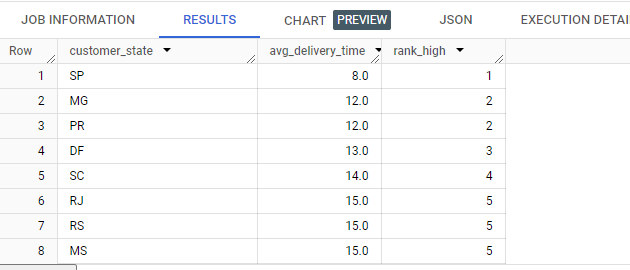 JOB INFORMATION RESULTS CHART PREVIEW JSON EXECUTION DETAI
Row customer_state avg_delivery_time rank_high
1 SP 8.0 1
2 MG 12.0 2
3 PR 12.0 2
4 DF 13.0 3
5 SC 14.0 4
6 RJ 15.0 5
7 RS 15.0 5
8 MS 15.0 5